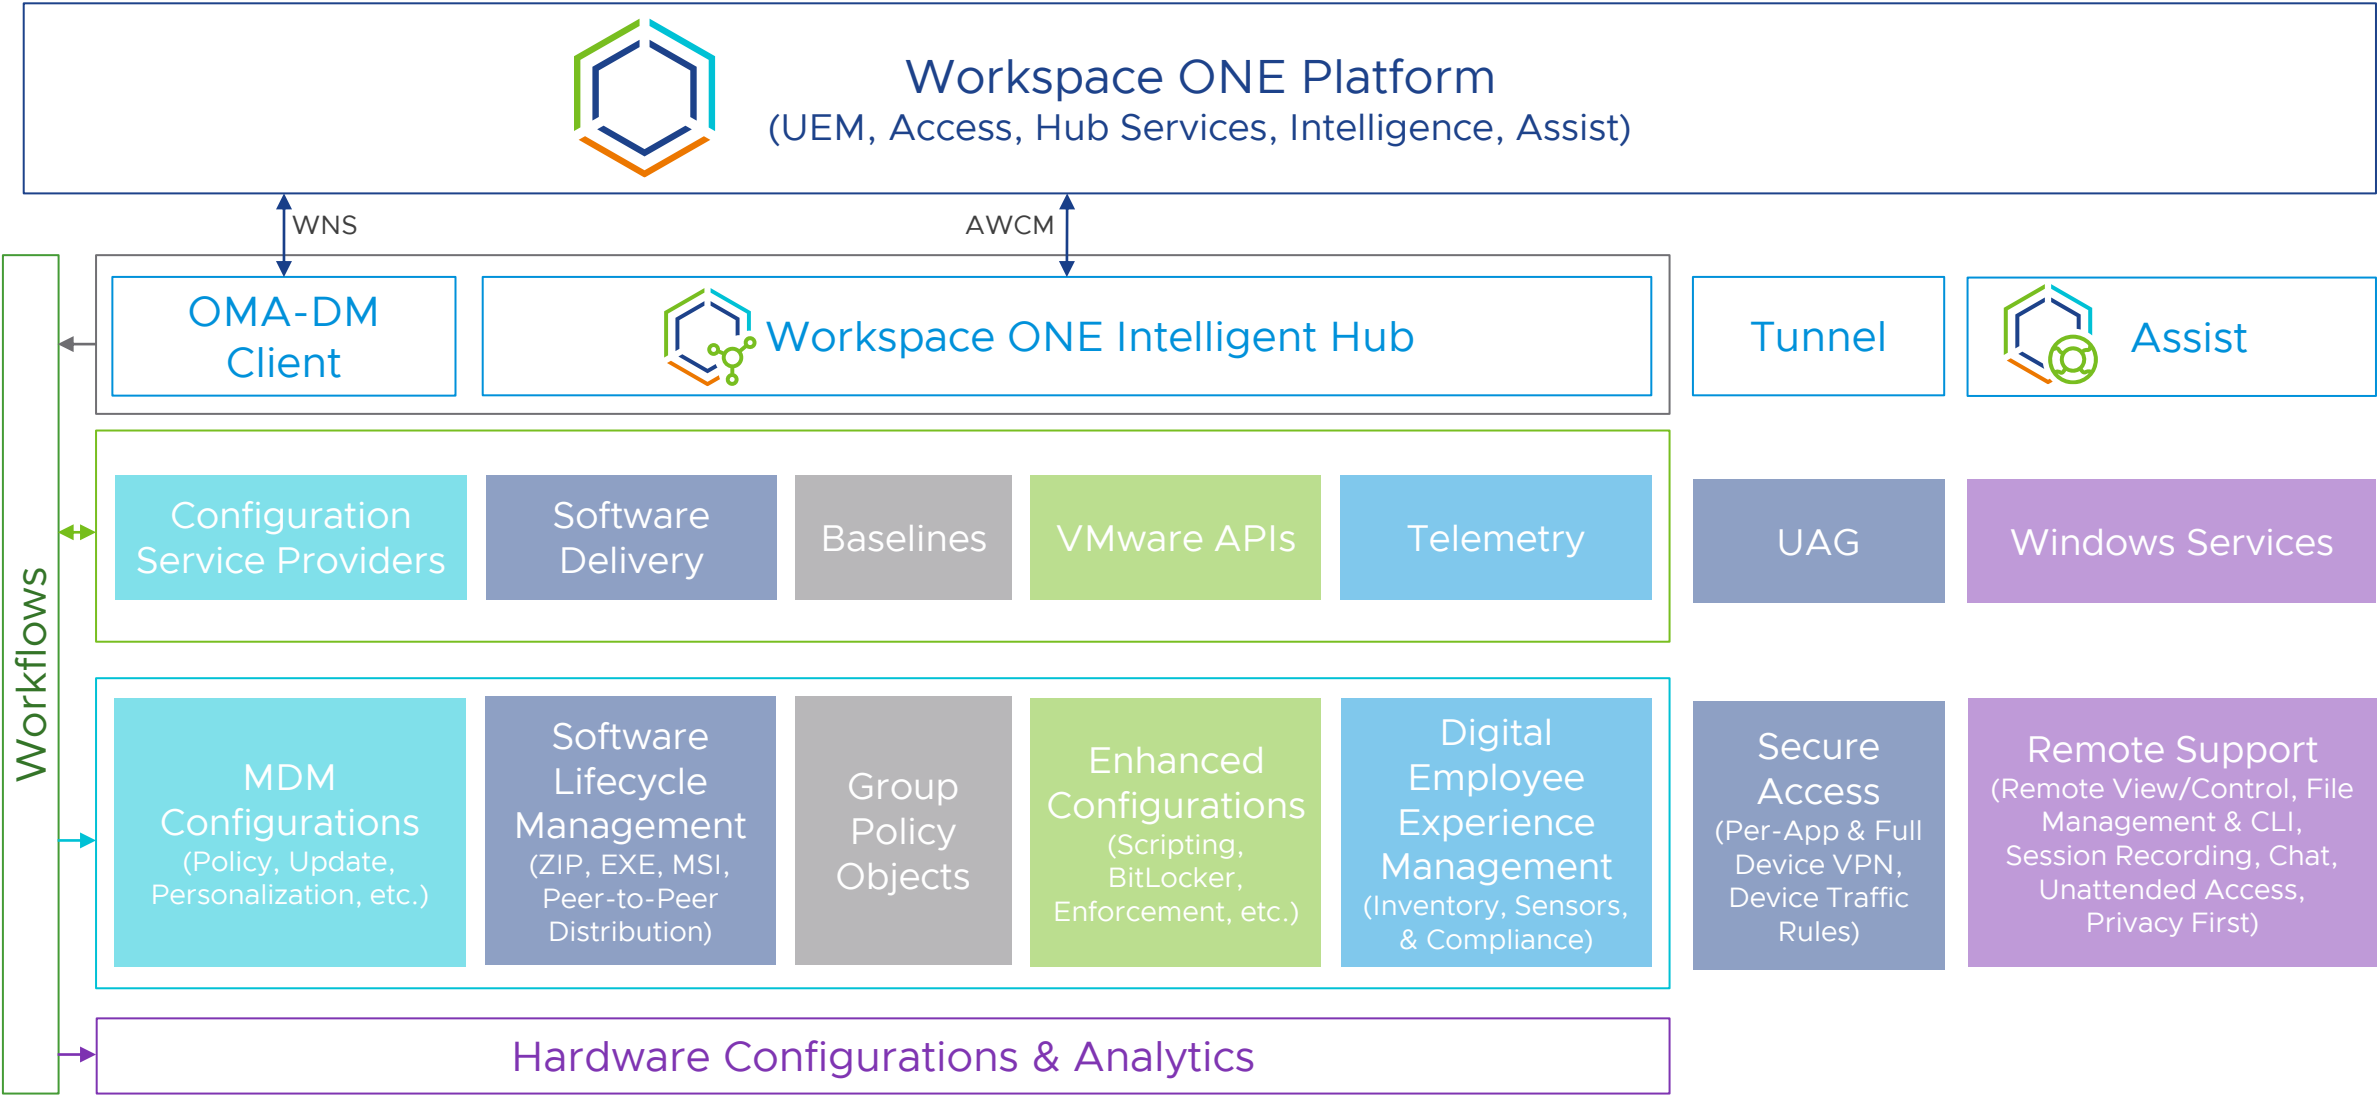 Workspace ONE Platform
(UEM, Access, Hub Services, Intelligence, Assist)
WNS
AWCM
OMA-DM
Client
Workspace ONE Intelligent Hub
Tunnel
Assist
Workflows
Configuration
Service Providers
Software
Delivery
Baselines
VMware APIs
Telemetry
UAG
Windows Services
MDM
Configurations
(Policy, Update,
Personalization, etc.)
Software
Lifecycle
Management
(ZIP, EXE, MSI,
Peer-to-Peer
Distribution)
Group
Policy
Objects
Enhanced
Configurations
(Scripting,
BitLocker,
Enforcement, etc.)
Digital
Employee
Experience
Management
(Inventory, Sensors,
& Compliance)
Secure
Access
(Per-App & Full
Device VPN,
Device Traffic
Rules)
Remote Support
(Remote View/Control, File
Management & CLI,
Session Recording, Chat,
Unattended Access,
Privacy First)
Hardware Configurations & Analytics